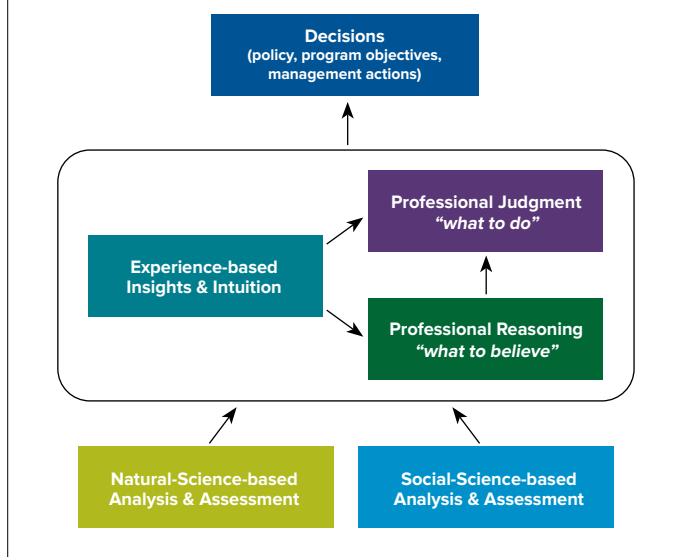 Decisions
(policy, program objectives,
management actions)
Professional Judgment
“what to do”
Experience-based
Insights & Intuition
Professional Reasoning
“what to believe”
Natural-Science-based
Analysis & Assessment
Social-Science-based
Analysis & Assessment